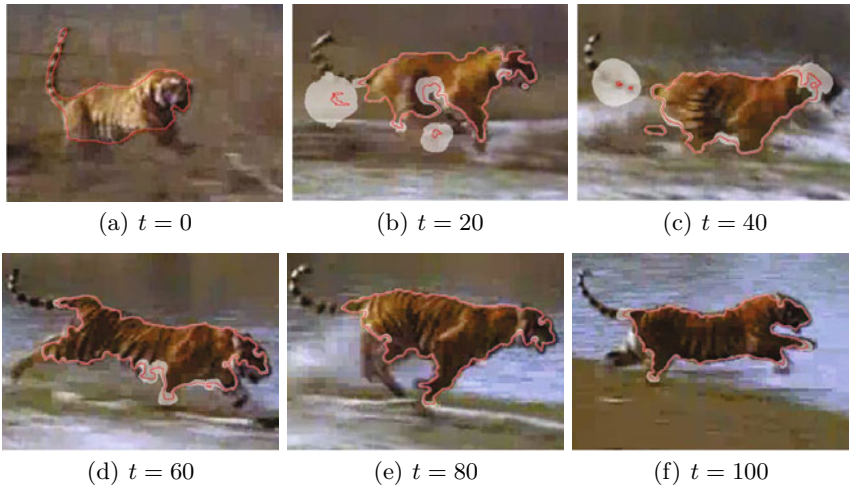 (a) t = 0
(b) t = 20
(c) t = 40
(d) t = 60
(e) t = 80
(f) t = 100